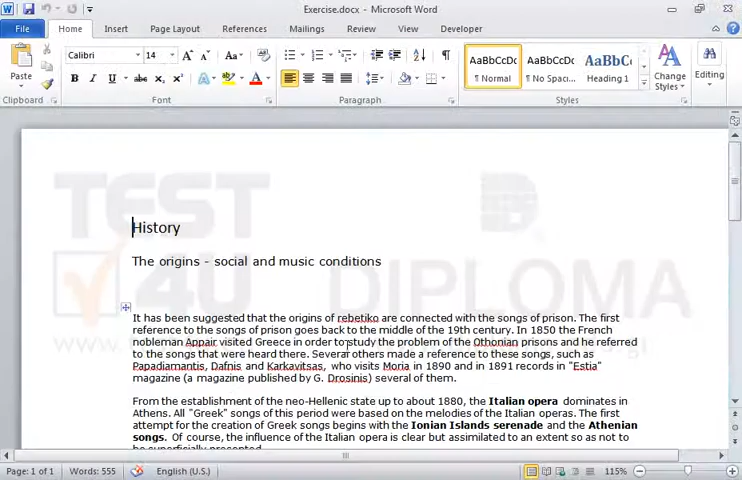 Exercise.docx - Microsoft Word
File Home Insert Page Layout References Mailings Review View Developer
Paste
Calibri 14
AaBbCcDc AaBbCcDc AaBbCc
¶ Normal ¶ No Spaci... Heading 1
Change Styles
Editing
Clipboard Font Paragraph Styles
TEST
4U DIPLOMA
History
The origins - social and music conditions
It has been suggested that the origins of rebetiko are connected with the songs of prison. The first
reference to the songs of prison goes back to the middle of the 19th century. In 1850 the French
nobleman Appair visited Greece in order to study the problem of the Othonian prisons and he referred
to the songs that were heard there. Several others made a reference to these songs, such as
Papadiamantis, Dafnis and Karkavitsas, who visits Moria in 1890 and in 1891 records in "Estia"
magazine (a magazine published by G. Drosinis) several of them.
From the establishment of the neo-Hellenic state up to about 1880, the Italian opera dominates in
Athens. All "Greek" songs of this period were based on the melodies of the Italian operas. The first
attempt for the creation of Greek songs begins with the Ionian Islands serenade and the Athenian
songs. Of course, the influence of the Italian opera is clear but assimilated to an extent so as not to
be superficially presented.
Page: 1 of 1 Words: 555 English (U.S.) 115%